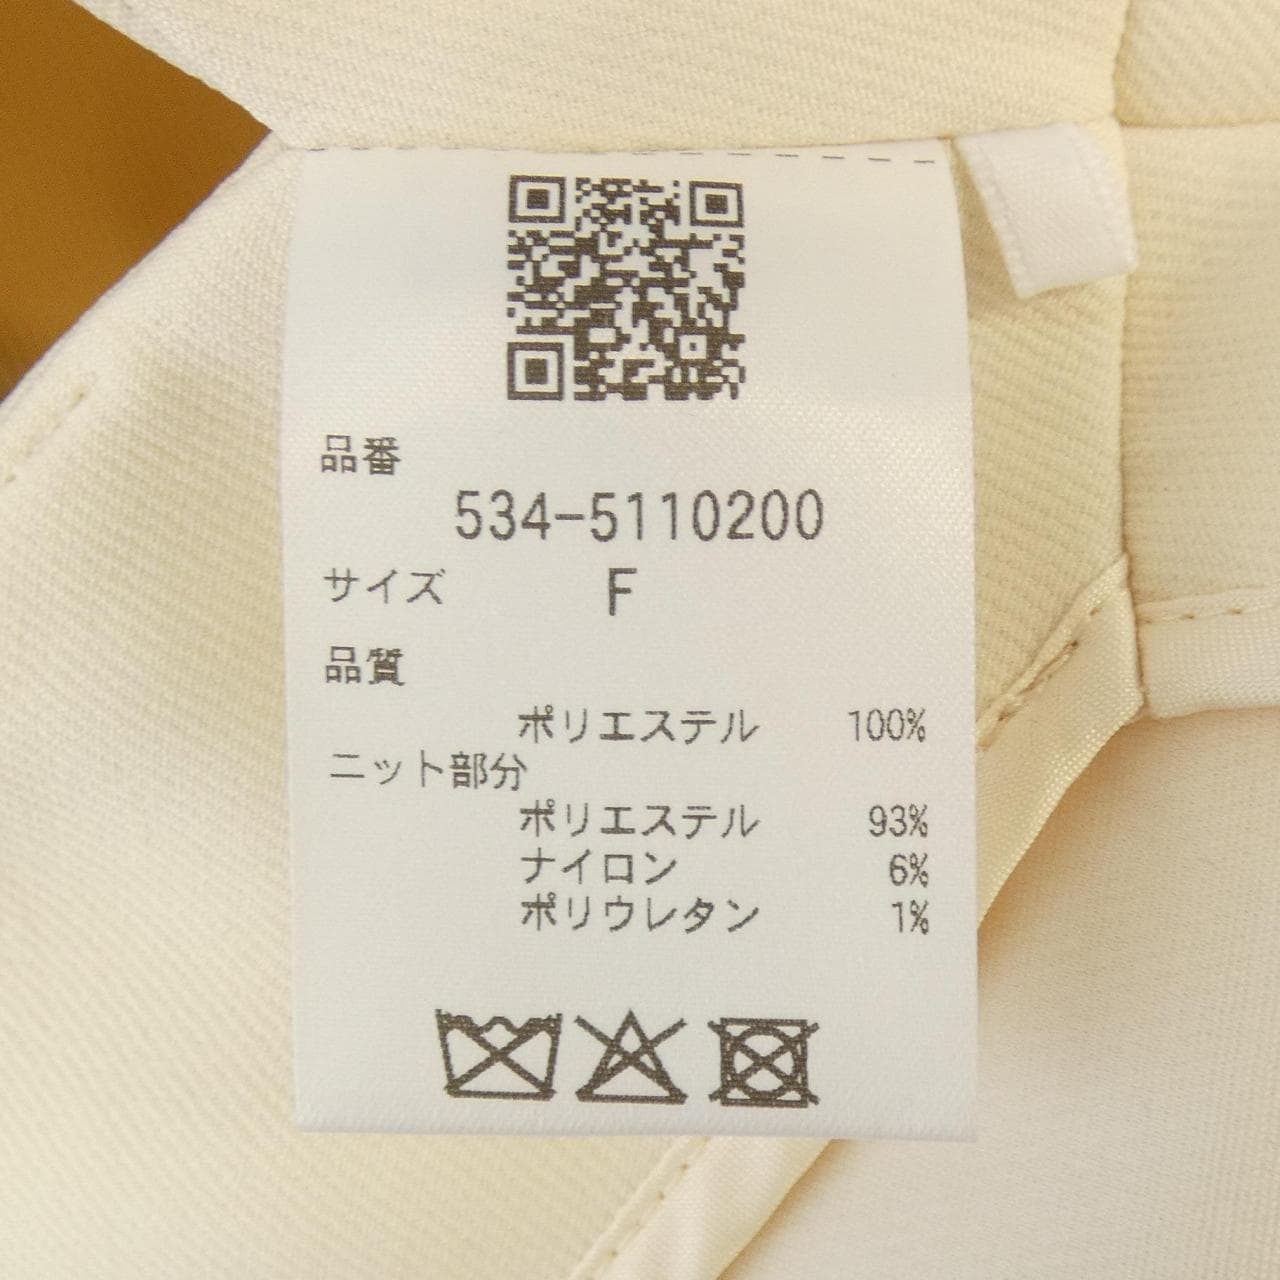 品番
534-5110200
サイズ F
品質
ポリエステル 100%
ニット部分
ポリエステル 93%
ナイロン 6%
ポリウレタン 1%